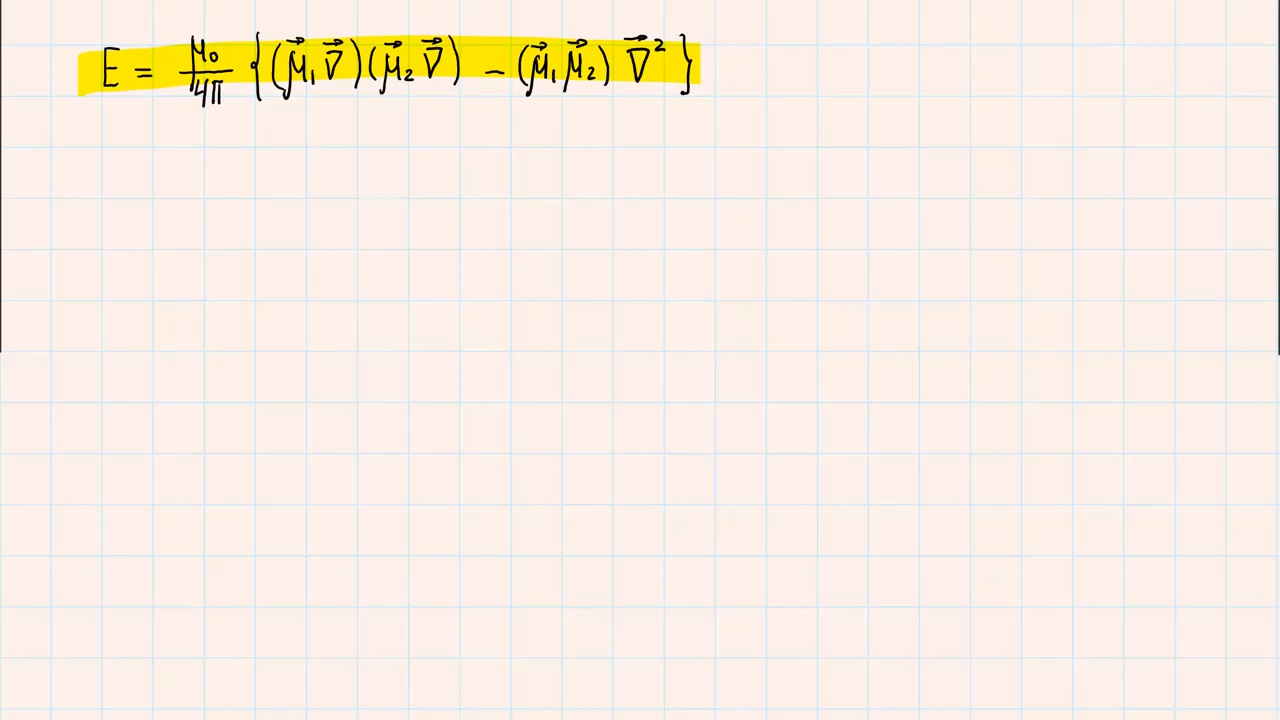 E = μ₀/4π {(μ⃗₁ ∇⃗)(μ⃗₂ ∇⃗) − (μ⃗₁ μ⃗₂) ∇⃗²}